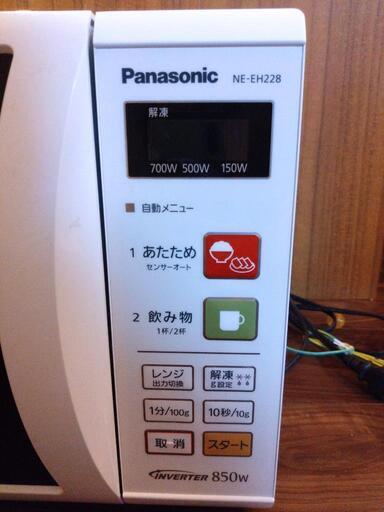 Panasonic NE-EH228
解凍
700W 500W 150W
自動メニュー
1 あたため
センサーオート
2 飲み物
1杯/2杯
レンジ 解凍
出力切換 g設定
1分/100g 10秒/10g
取消 スタート
INVERTER 850W